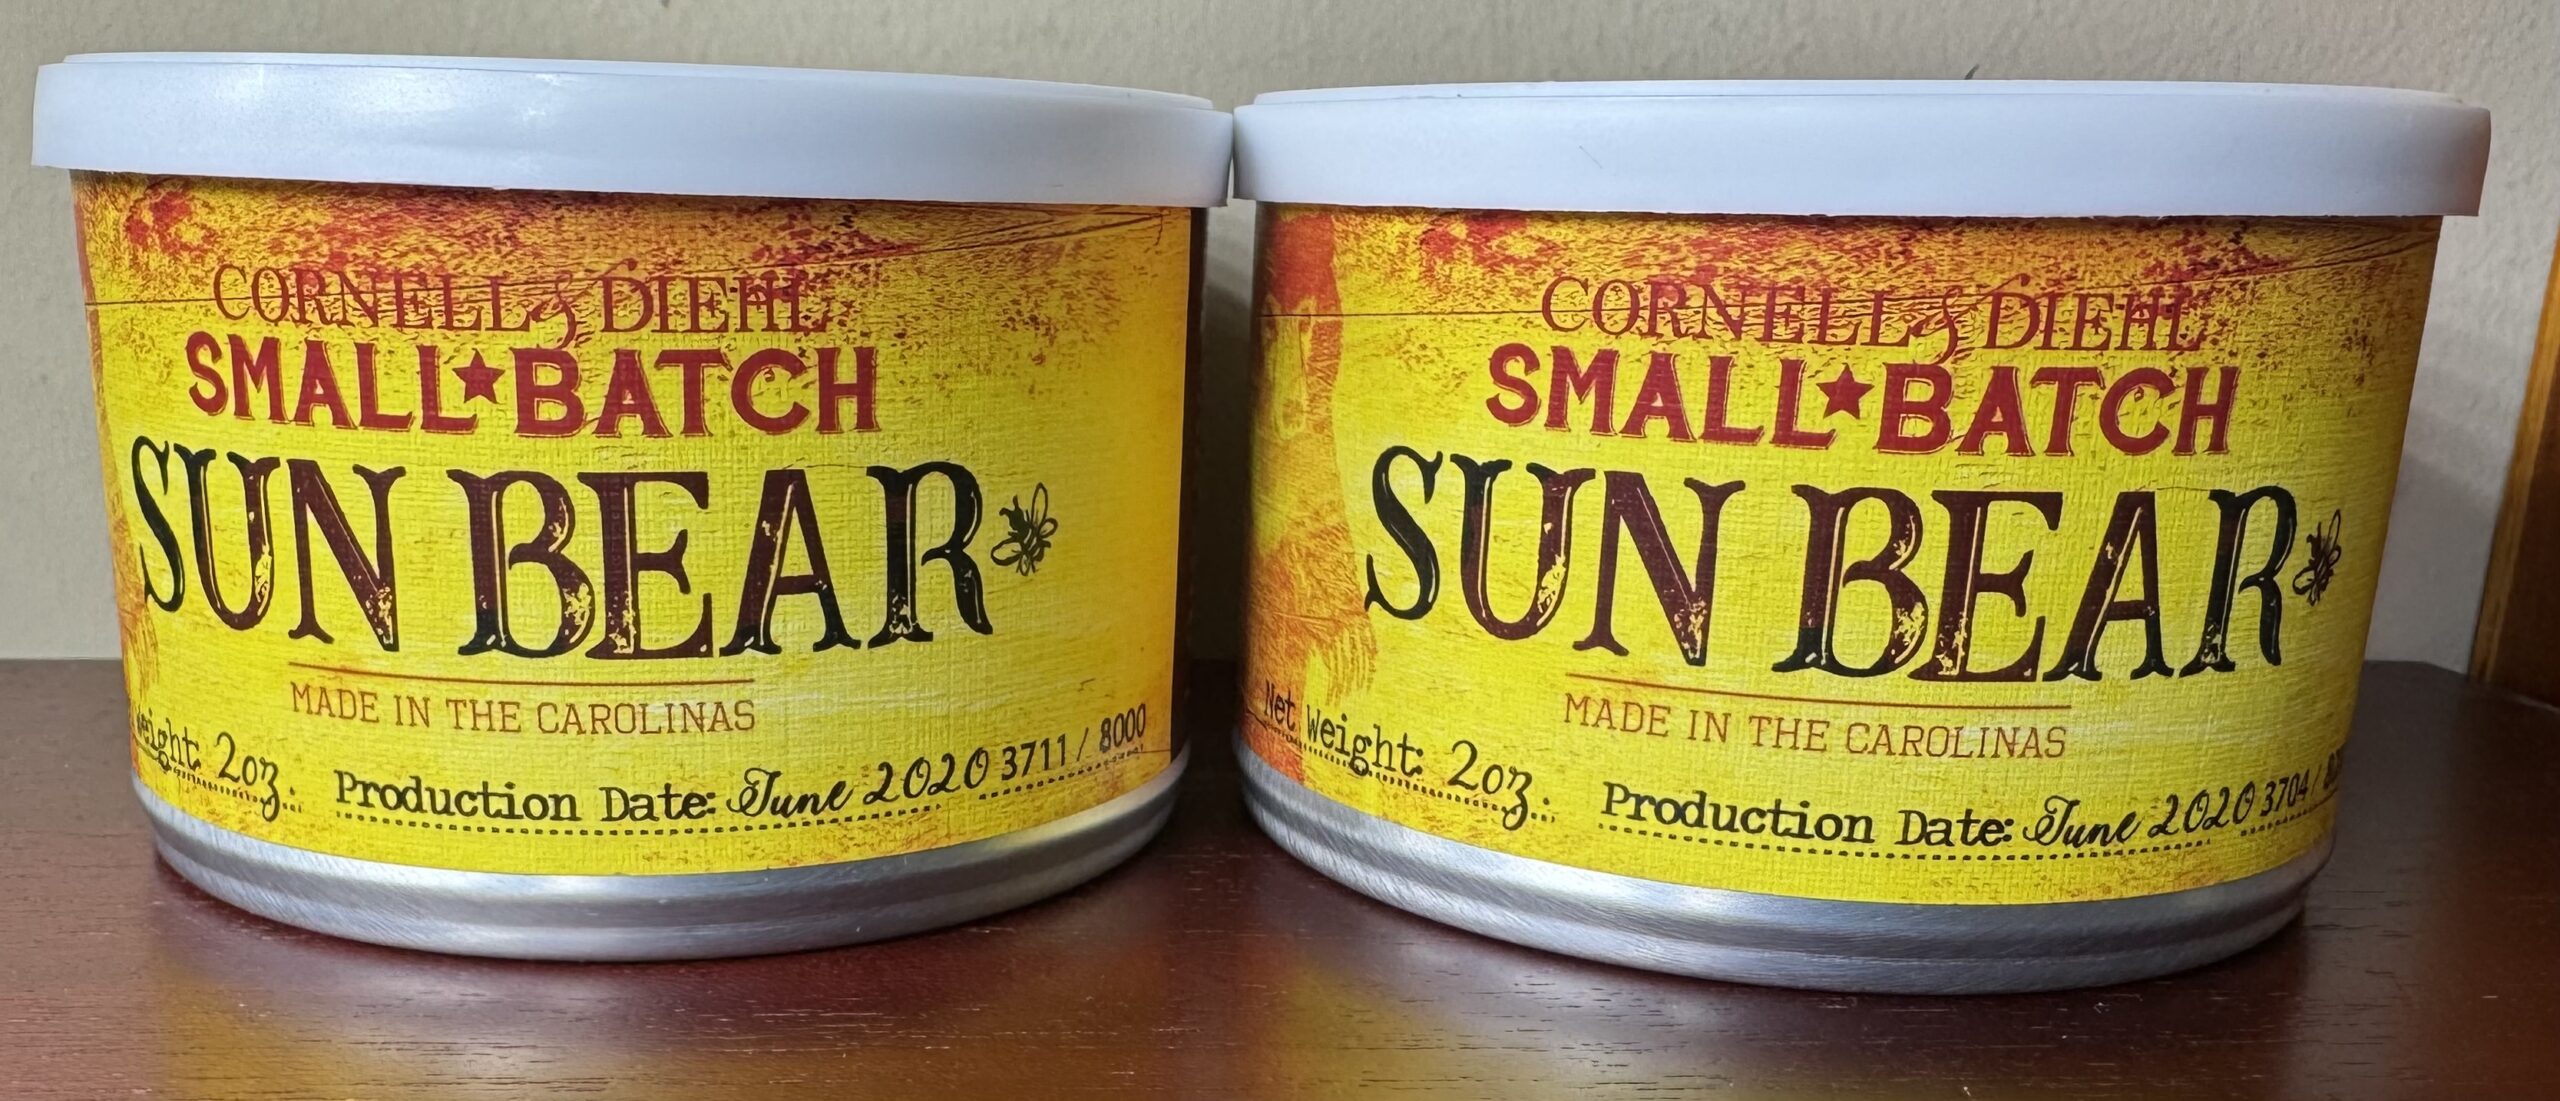 CORNELL & DIEHL
SMALL★BATCH
SUN BEAR
MADE IN THE CAROLINAS
eight: 2oz.
Production Date: June 2020 3711 / 8000
CORNELL & DIEHL
SMALL★BATCH
SUN BEAR
MADE IN THE CAROLINAS
Net Weight: 2oz.
Production Date: June 2020 3704 /